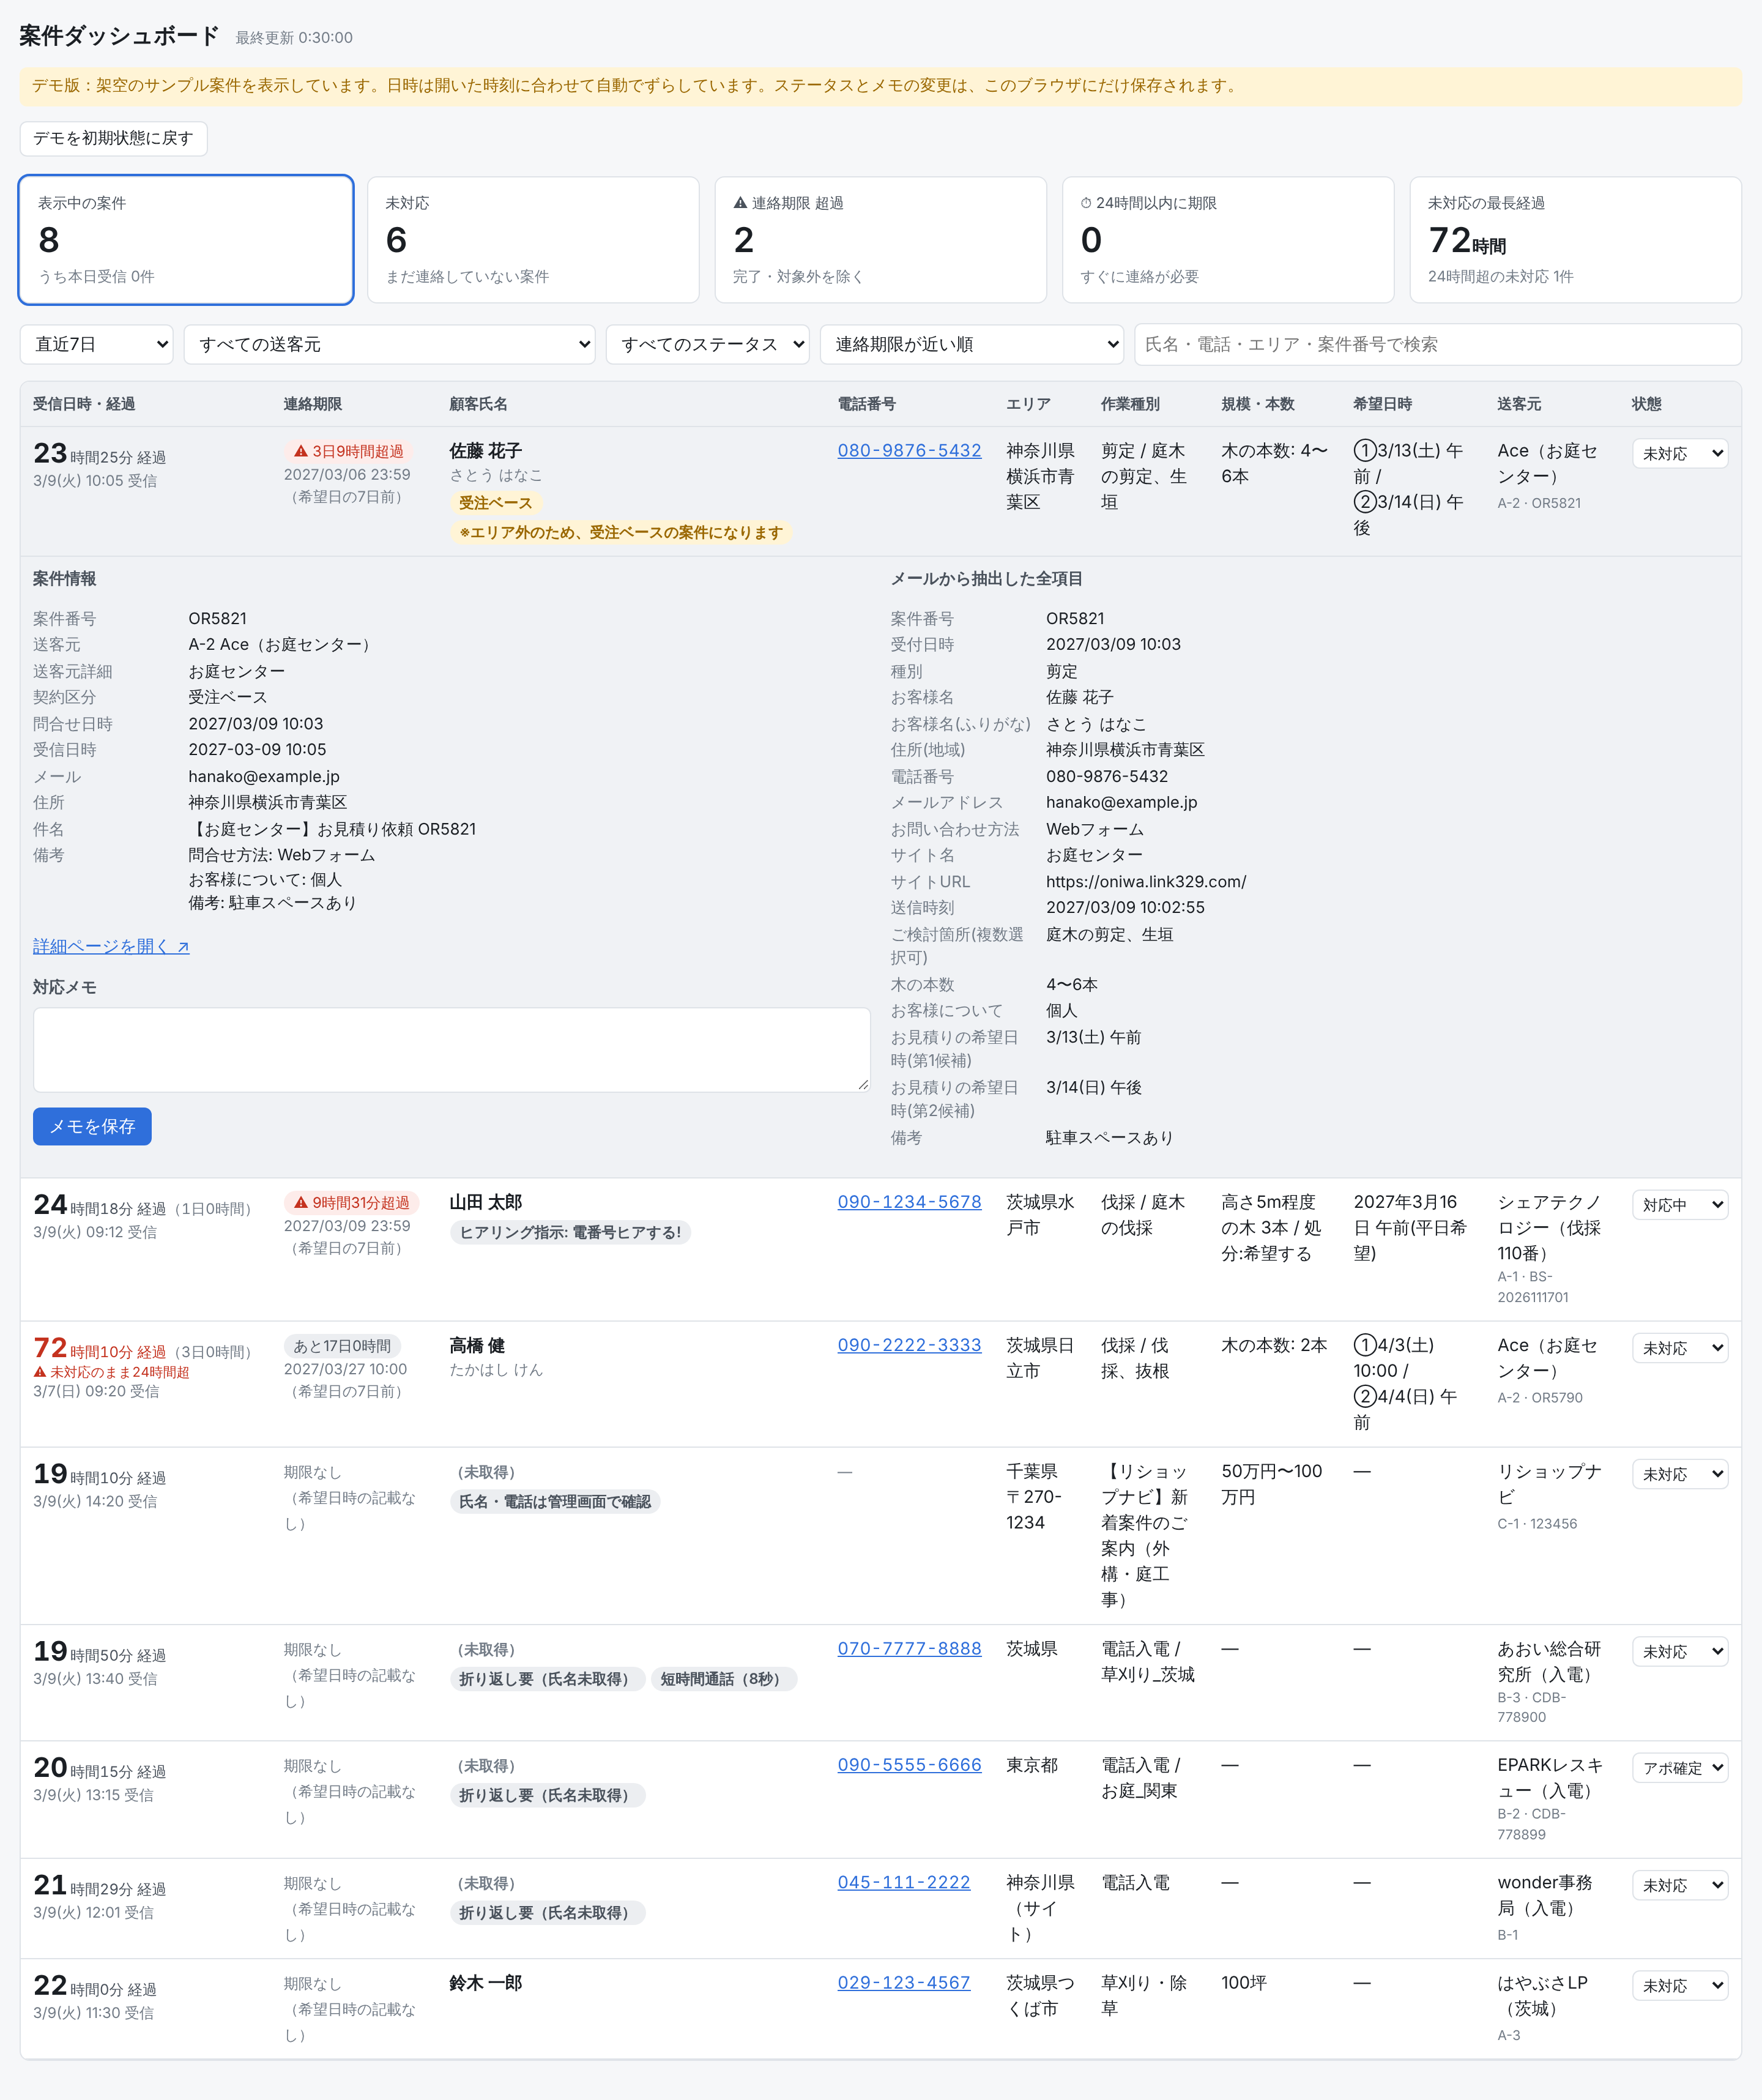 案件ダッシュボード 最終更新 0:30:00
デモ版：架空のサンプル案件を表示しています。日時は開いた時刻に合わせて自動でずらしています。ステータスとメモの変更は、このブラウザにだけ保存されます。
デモを初期状態に戻す
表示中の案件
8
うち本日受信 0件
未対応
6
まだ連絡していない案件
⚠ 連絡期限 超過
2
完了・対象外を除く
⏱ 24時間以内に期限
0
すぐに連絡が必要
未対応の最長経過
72時間
24時間超の未対応 1件
直近7日 すべての送客元 すべてのステータス 連絡期限が近い順 氏名・電話・エリア・案件番号で検索
受信日時・経過 連絡期限 顧客氏名 電話番号 エリア 作業種別 規模・本数 希望日時 送客元 状態
23時間25分 経過
3/9(火) 10:05 受信
⚠ 3日9時間超過
2027/03/06 23:59
（希望日の7日前）
佐藤 花子
さとう はなこ
受注ベース
※エリア外のため、受注ベースの案件になります
080-9876-5432
神奈川県
横浜市青
葉区
剪定 / 庭木
の剪定、生
垣
木の本数: 4〜
6本
①3/13(土) 午
前 /
②3/14(日) 午
後
Ace（お庭セ
ンター）
A-2 · OR5821
未対応
案件情報
案件番号 OR5821
送客元 A-2 Ace（お庭センター）
送客元詳細 お庭センター
契約区分 受注ベース
問合せ日時 2027/03/09 10:03
受信日時 2027-03-09 10:05
メール hanako@example.jp
住所 神奈川県横浜市青葉区
件名 【お庭センター】お見積り依頼 OR5821
備考 問合せ方法: Webフォーム
お客様について: 個人
備考: 駐車スペースあり
詳細ページを開く ↗
対応メモ
メモを保存
メールから抽出した全項目
案件番号 OR5821
受付日時 2027/03/09 10:03
種別 剪定
お客様名 佐藤 花子
お客様名(ふりがな) さとう はなこ
住所(地域) 神奈川県横浜市青葉区
電話番号 080-9876-5432
メールアドレス hanako@example.jp
お問い合わせ方法 Webフォーム
サイト名 お庭センター
サイトURL https://oniwa.link329.com/
送信時刻 2027/03/09 10:02:55
ご検討箇所(複数選 庭木の剪定、生垣
択可)
木の本数 4〜6本
お客様について 個人
お見積りの希望日 3/13(土) 午前
時(第1候補)
お見積りの希望日 3/14(日) 午後
時(第2候補)
備考 駐車スペースあり
24時間18分 経過（1日0時間）
3/9(火) 09:12 受信
⚠ 9時間31分超過
2027/03/09 23:59
（希望日の7日前）
山田 太郎
ヒアリング指示: 電番号ヒアする!
090-1234-5678
茨城県水
戸市
伐採 / 庭木
の伐採
高さ5m程度
の木 3本 / 処
分:希望する
2027年3月16
日 午前(平日希
望)
シェアテクノ
ロジー（伐採
110番）
A-1 · BS-
2026111701
対応中
72時間10分 経過（3日0時間）
⚠ 未対応のまま24時間超
3/7(日) 09:20 受信
あと17日0時間
2027/03/27 10:00
（希望日の7日前）
高橋 健
たかはし けん
090-2222-3333
茨城県日
立市
伐採 / 伐
採、抜根
木の本数: 2本
①4/3(土)
10:00 /
②4/4(日) 午
前
Ace（お庭セ
ンター）
A-2 · OR5790
未対応
19時間10分 経過
3/9(火) 14:20 受信
期限なし
（希望日時の記載な
し）
（未取得）
氏名・電話は管理画面で確認
—
千葉県
〒270-
1234
【リショッ
プナビ】新
着案件のご
案内（外
構・庭工
事）
50万円〜100
万円
—
リショップナ
ビ
C-1 · 123456
未対応
19時間50分 経過
3/9(火) 13:40 受信
期限なし
（希望日時の記載な
し）
（未取得）
折り返し要（氏名未取得） 短時間通話（8秒）
070-7777-8888
茨城県
電話入電 /
草刈り_茨城
—
—
あおい総合研
究所（入電）
B-3 · CDB-
778900
未対応
20時間15分 経過
3/9(火) 13:15 受信
期限なし
（希望日時の記載な
し）
（未取得）
折り返し要（氏名未取得）
090-5555-6666
東京都
電話入電 /
お庭_関東
—
—
EPARKレスキ
ュー（入電）
B-2 · CDB-
778899
アポ確定
21時間29分 経過
3/9(火) 12:01 受信
期限なし
（希望日時の記載な
し）
（未取得）
折り返し要（氏名未取得）
045-111-2222
神奈川県
（サイ
ト）
電話入電
—
—
wonder事務
局（入電）
B-1
未対応
22時間0分 経過
3/9(火) 11:30 受信
期限なし
（希望日時の記載な
し）
鈴木 一郎
029-123-4567
茨城県つ
くば市
草刈り・除
草
100坪
—
はやぶさLP
（茨城）
A-3
未対応